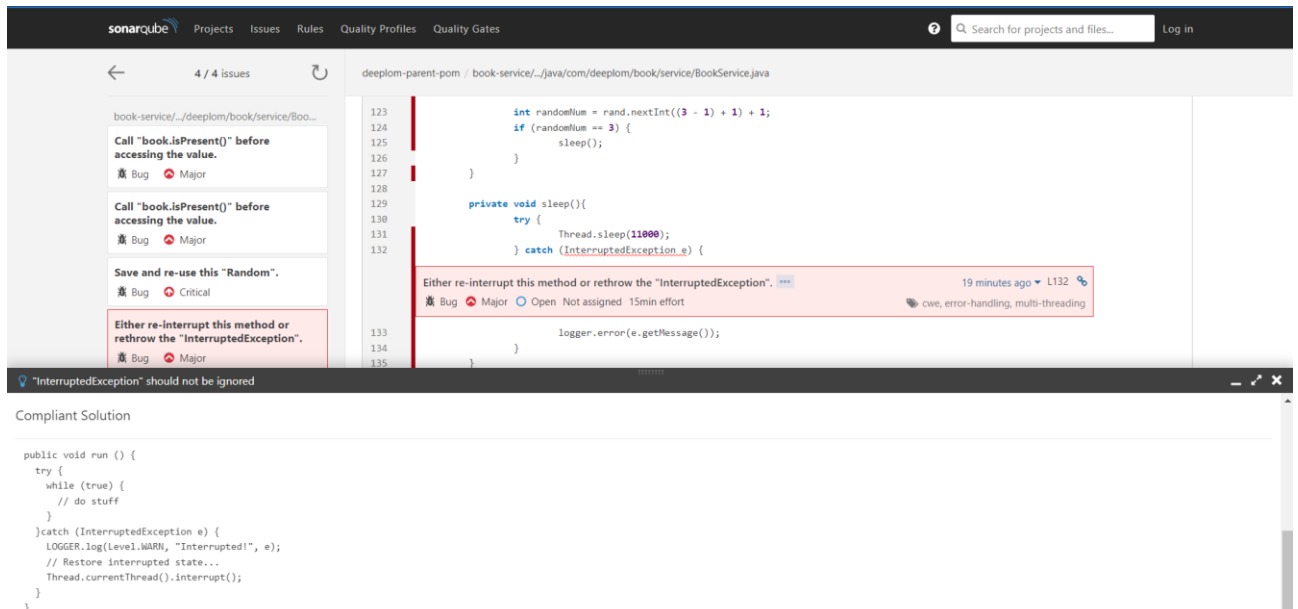 sonarqube Projects Issues Rules Quality Profiles Quality Gates ? Search for projects and files... Log in
4 / 4 issues
deeplom-parent-pom / book-service/.../java/com/deeplom/book/service/BookService.java
book-service/.../deeplom/book/service/Boo...
Call "book.isPresent()" before
accessing the value.
Bug Major
Call "book.isPresent()" before
accessing the value.
Bug Major
Save and re-use this "Random".
Bug Critical
Either re-interrupt this method or
rethrow the "InterruptedException".
Bug Major
123 int randomNum = rand.nextInt((3 - 1) + 1) + 1;
124 if (randomNum == 3) {
125 sleep();
126 }
127 }
128
129 private void sleep(){
130 try {
131 Thread.sleep(11000);
132 } catch (InterruptedException e) {
Either re-interrupt this method or rethrow the "InterruptedException". ... 19 minutes ago L132
Bug Major Open Not assigned 15min effort cwe, error-handling, multi-threading
133 logger.error(e.getMessage());
134 }
135 }
"InterruptedException" should not be ignored
Compliant Solution
public void run () {
try {
while (true) {
// do stuff
}
}catch (InterruptedException e) {
LOGGER.log(Level.WARN, "Interrupted!", e);
// Restore interrupted state...
Thread.currentThread().interrupt();
}
}